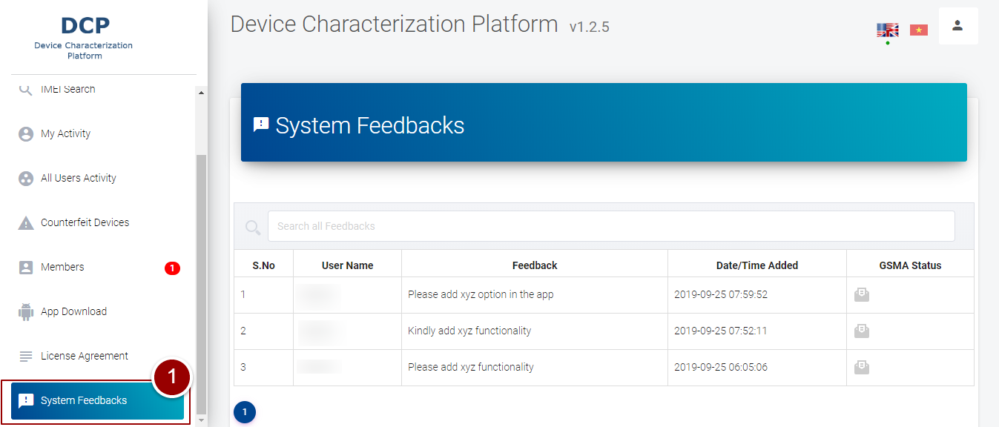 DCP
Device Characterization
Platform
IMEI Search
My Activity
All Users Activity
Counterfeit Devices
Members 1
App Download
License Agreement
1
System Feedbacks
Device Characterization Platform v1.2.5
System Feedbacks
Search all Feedbacks
S.No User Name Feedback Date/Time Added GSMA Status
1 Please add xyz option in the app 2019-09-25 07:59:52
2 Kindly add xyz functionality 2019-09-25 07:52:11
3 Please add xyz functionality 2019-09-25 06:05:06
1